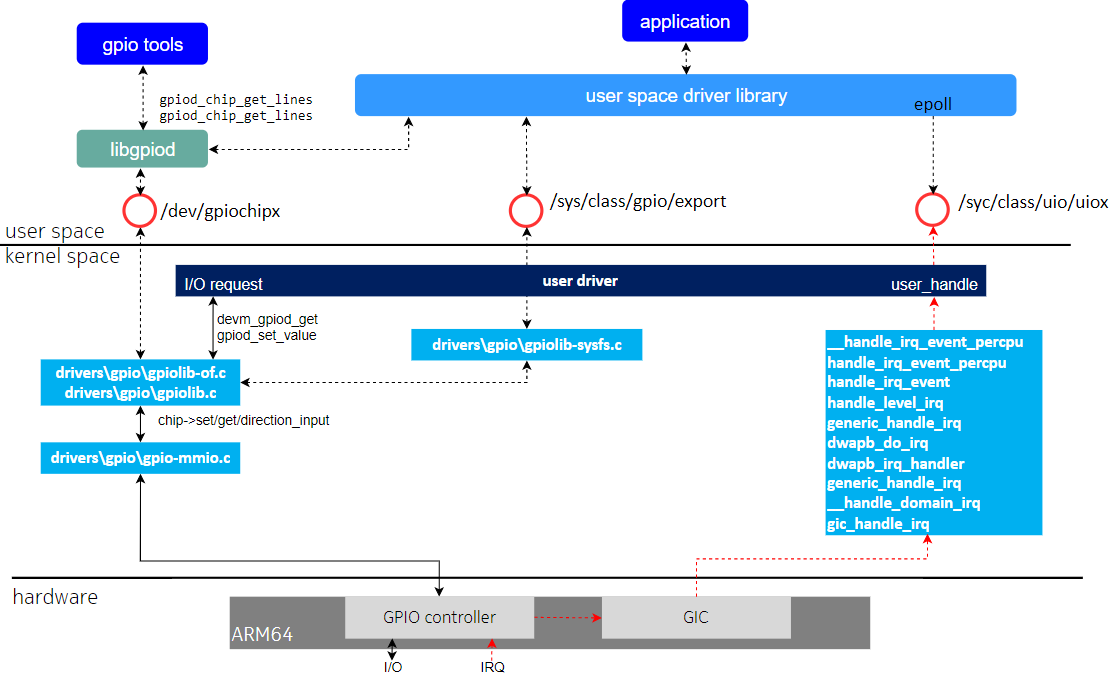 application
gpio tools
user space driver library
epoll
gpiod_chip_get_lines
gpiod_chip_get_lines
libgpiod
/dev/gpiochipx
/sys/class/gpio/export
/syc/class/uio/uiox
user space
kernel space
I/O request
user driver
user_handle
devm_gpiod_get
gpiod_set_value
drivers\gpio\gpiolib-sysfs.c
drivers\gpio\gpiolib-of.c
drivers\gpio\gpiolib.c
chip->set/get/direction_input
drivers\gpio\gpio-mmio.c
__handle_irq_event_percpu
handle_irq_event_percpu
handle_irq_event
handle_level_irq
generic_handle_irq
dwapb_do_irq
dwapb_irq_handler
generic_handle_irq
__handle_domain_irq
gic_handle_irq
hardware
ARM64
GPIO controller
GIC
I/O
IRQ